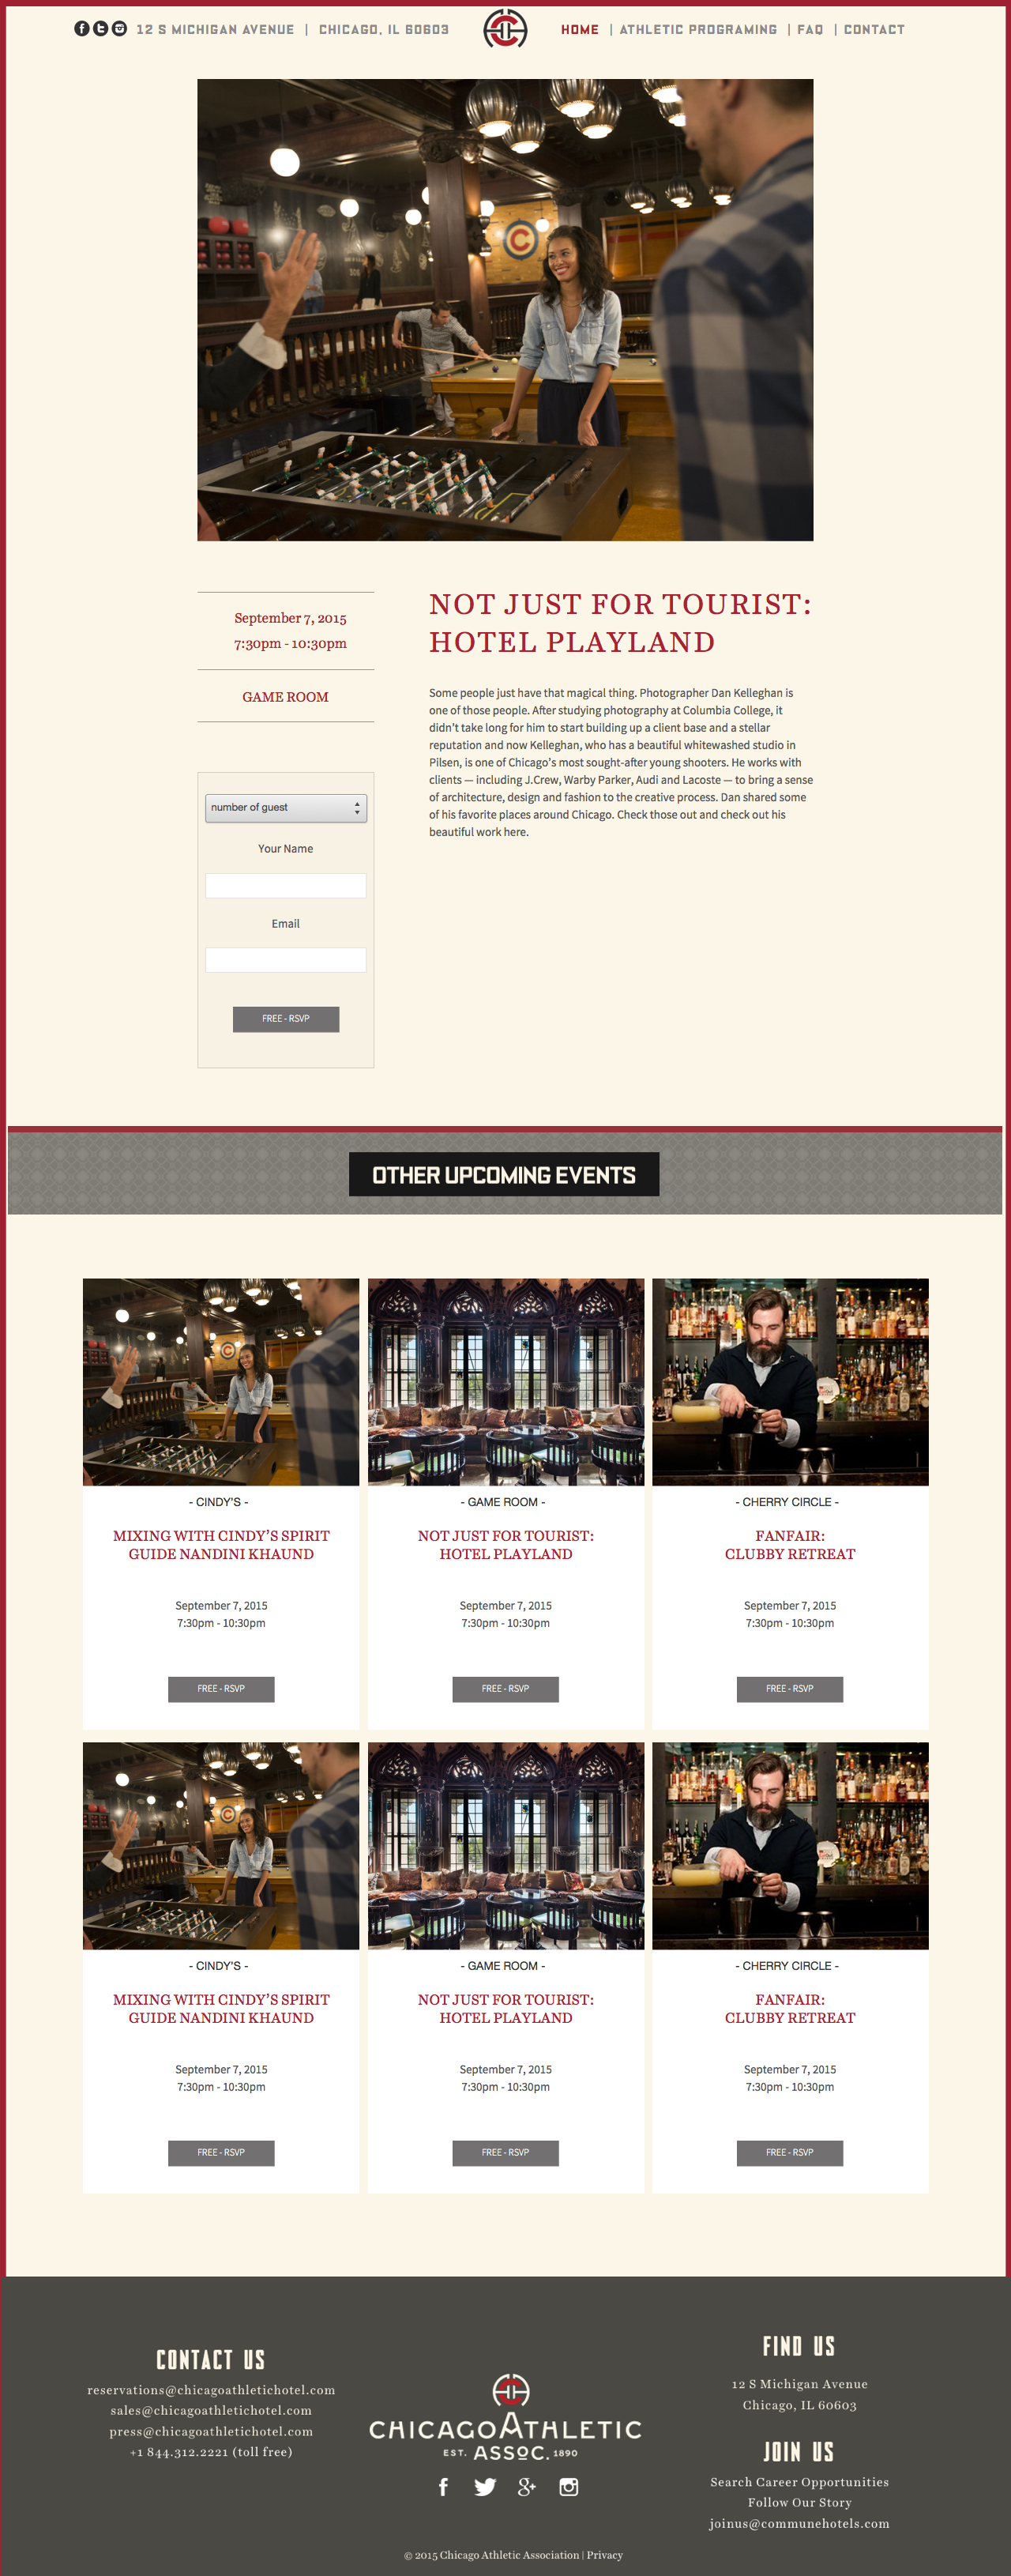 12 S MICHIGAN AVENUE | CHICAGO, IL 60603
HOME | ATHLETIC PROGRAMING | FAQ | CONTACT
C
September 7, 2015
7:30pm - 10:30pm
GAME ROOM
NOT JUST FOR TOURIST:
HOTEL PLAYLAND
Some people just have that magical thing. Photographer Dan Kelleghan is
one of those people. After studying photography at Columbia College, it
didn't take long for him to start building up a client base and a stellar
reputation and now Kelleghan, who has a beautiful whitewashed studio in
Pilsen, is one of Chicago's most sought-after young shooters. He works with
clients — including J.Crew, Warby Parker, Audi and Lacoste — to bring a sense
of architecture, design and fashion to the creative process. Dan shared some
of his favorite places around Chicago. Check those out and check out his
beautiful work here.
number of guest
Your Name
Email
FREE - RSVP
OTHER UPCOMING EVENTS
C
- CINDY'S -
MIXING WITH CINDY'S SPIRIT
GUIDE NANDINI KHAUND
September 7, 2015
7:30pm - 10:30pm
FREE - RSVP
- GAME ROOM -
NOT JUST FOR TOURIST:
HOTEL PLAYLAND
September 7, 2015
7:30pm - 10:30pm
FREE - RSVP
- CHERRY CIRCLE -
FANFAIR:
CLUBBY RETREAT
September 7, 2015
7:30pm - 10:30pm
FREE - RSVP
C
- CINDY'S -
MIXING WITH CINDY'S SPIRIT
GUIDE NANDINI KHAUND
September 7, 2015
7:30pm - 10:30pm
FREE - RSVP
- GAME ROOM -
NOT JUST FOR TOURIST:
HOTEL PLAYLAND
September 7, 2015
7:30pm - 10:30pm
FREE - RSVP
- CHERRY CIRCLE -
FANFAIR:
CLUBBY RETREAT
September 7, 2015
7:30pm - 10:30pm
FREE - RSVP
CONTACT US
reservations@chicagoathletichotel.com
sales@chicagoathletichotel.com
press@chicagoathletichotel.com
+1 844.312.2221 (toll free)
CHICAGO ATHLETIC
EST. ASSOC. 1890
FIND US
12 S Michigan Avenue
Chicago, IL 60603
JOIN US
Search Career Opportunities
Follow Our Story
joinus@communehotels.com
© 2015 Chicago Athletic Association | Privacy